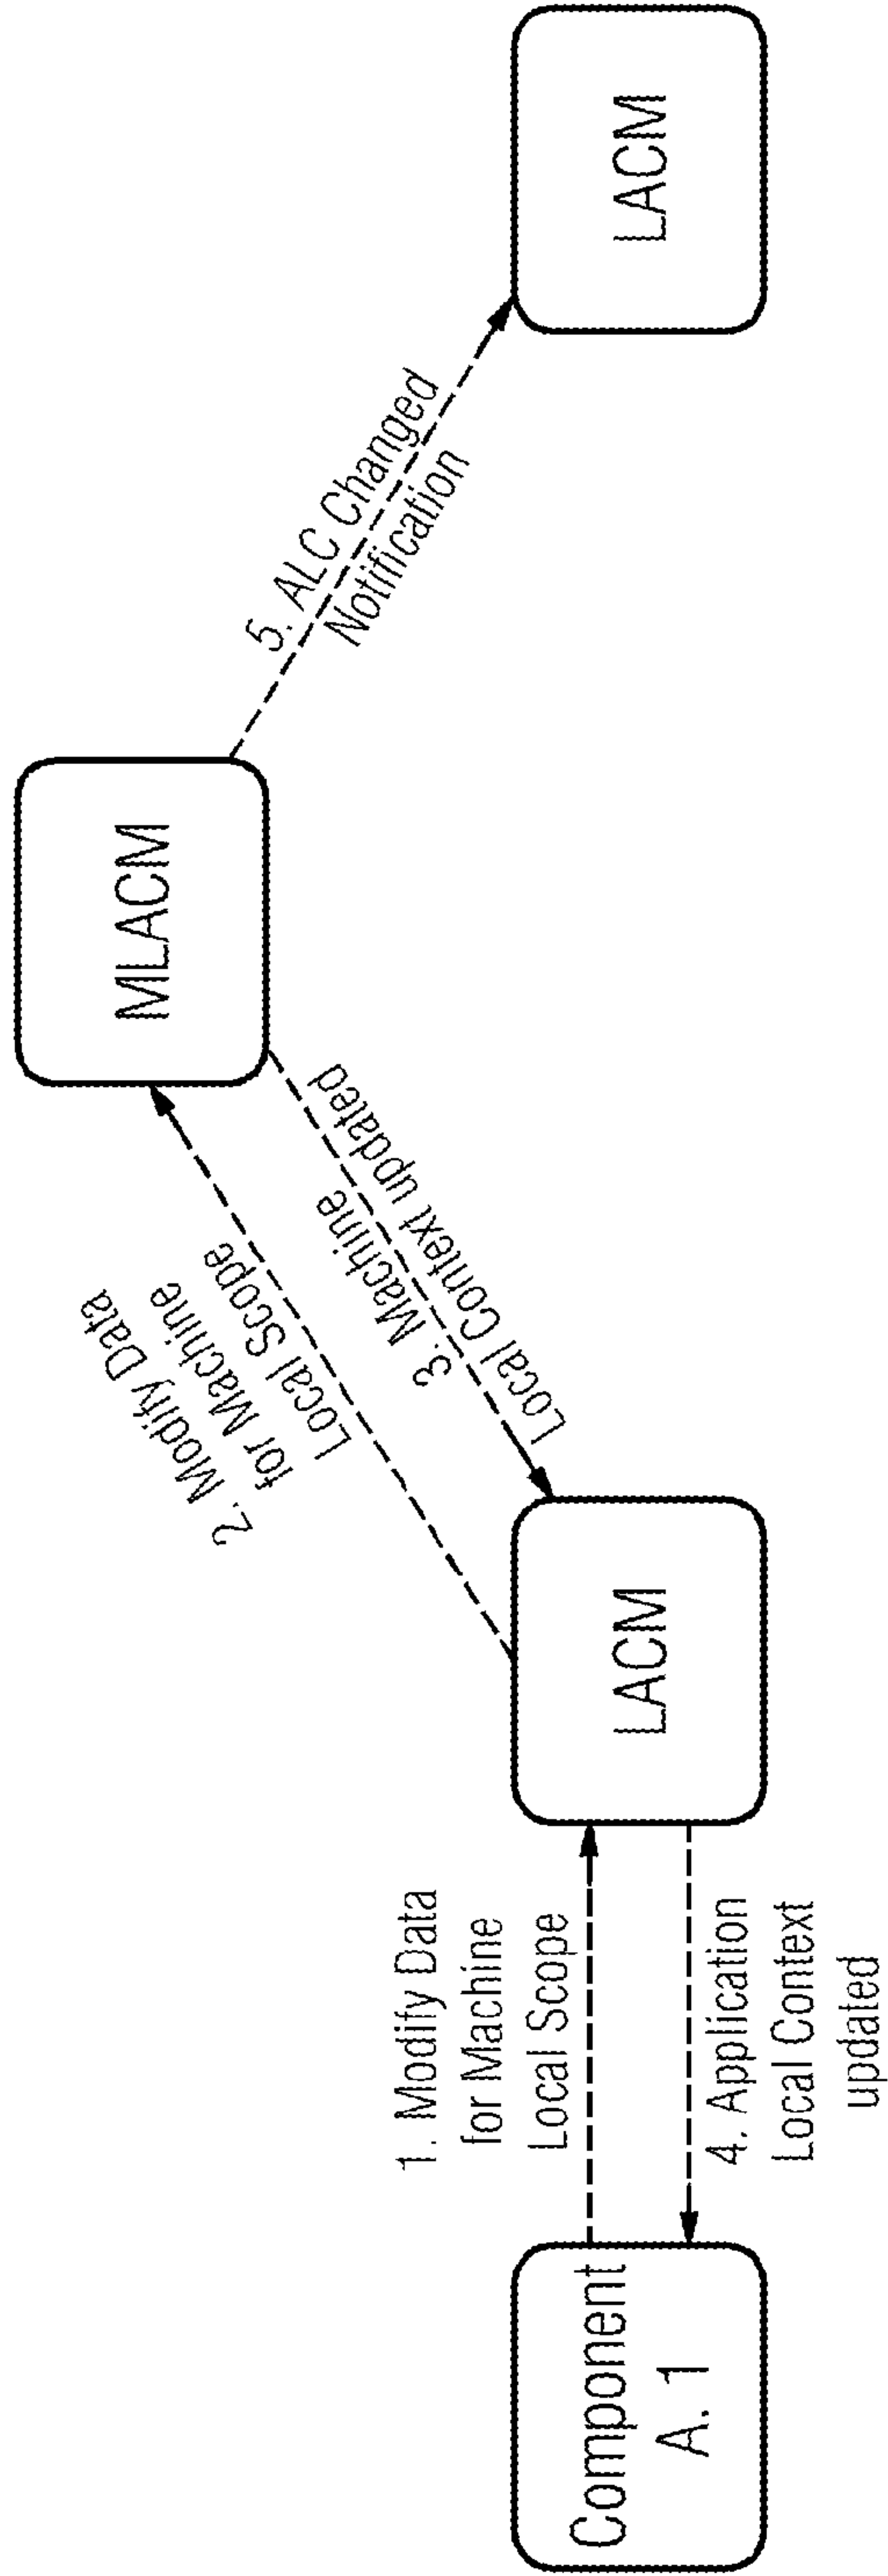 Component
A. 1
1. Modify Data
for Machine
Local Scope
4. Application
Local Context
updated
LACM
2. Modify Data
for Machine
Local Scope
3. Machine
Local Context updated
MLACM
5. ALC Changed
Notification
LACM